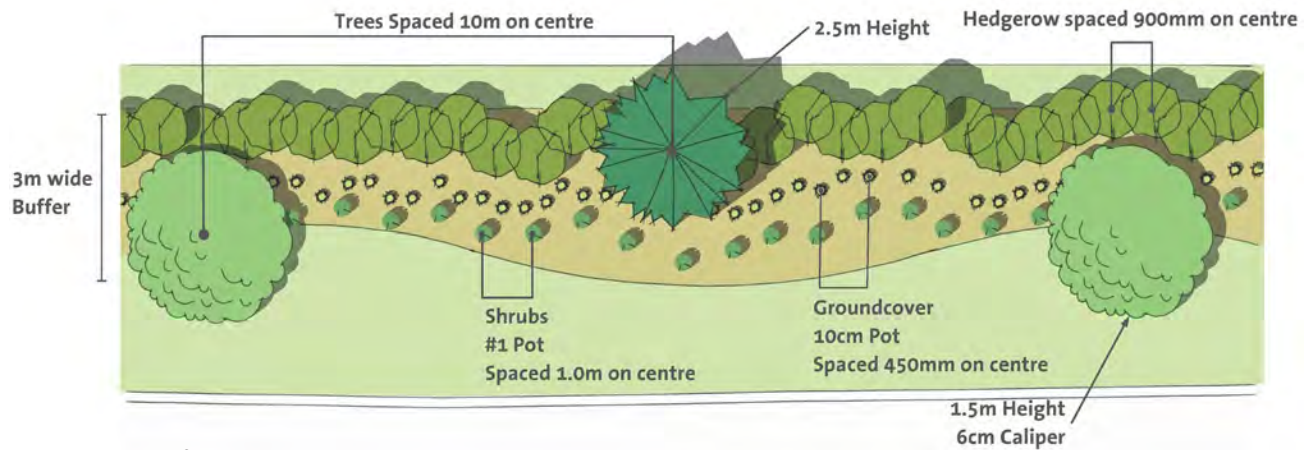 Trees Spaced 10m on centre
2.5m Height
Hedgerow spaced 900mm on centre
3m wide
Buffer
Shrubs
#1 Pot
Spaced 1.0m on centre
Groundcover
10cm Pot
Spaced 450mm on centre
1.5m Height
6cm Caliper